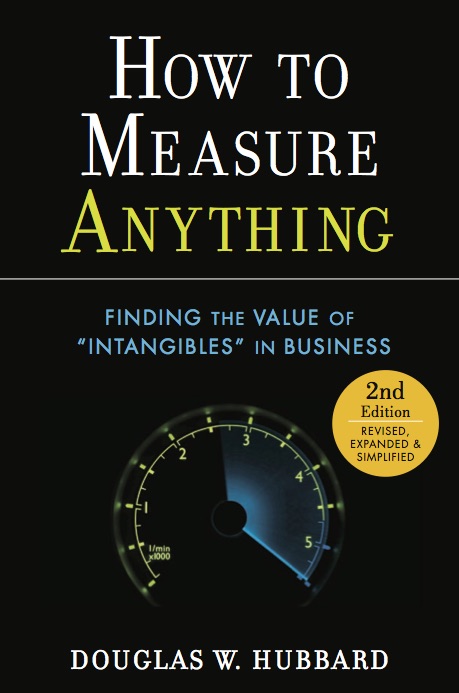 HOW TO
MEASURE
ANYTHING
FINDING THE VALUE OF
“INTANGIBLES” IN BUSINESS
2nd
Edition
REVISED,
EXPANDED &
SIMPLIFIED
3
2
4
1
5
1/min
x1000
DOUGLAS W. HUBBARD